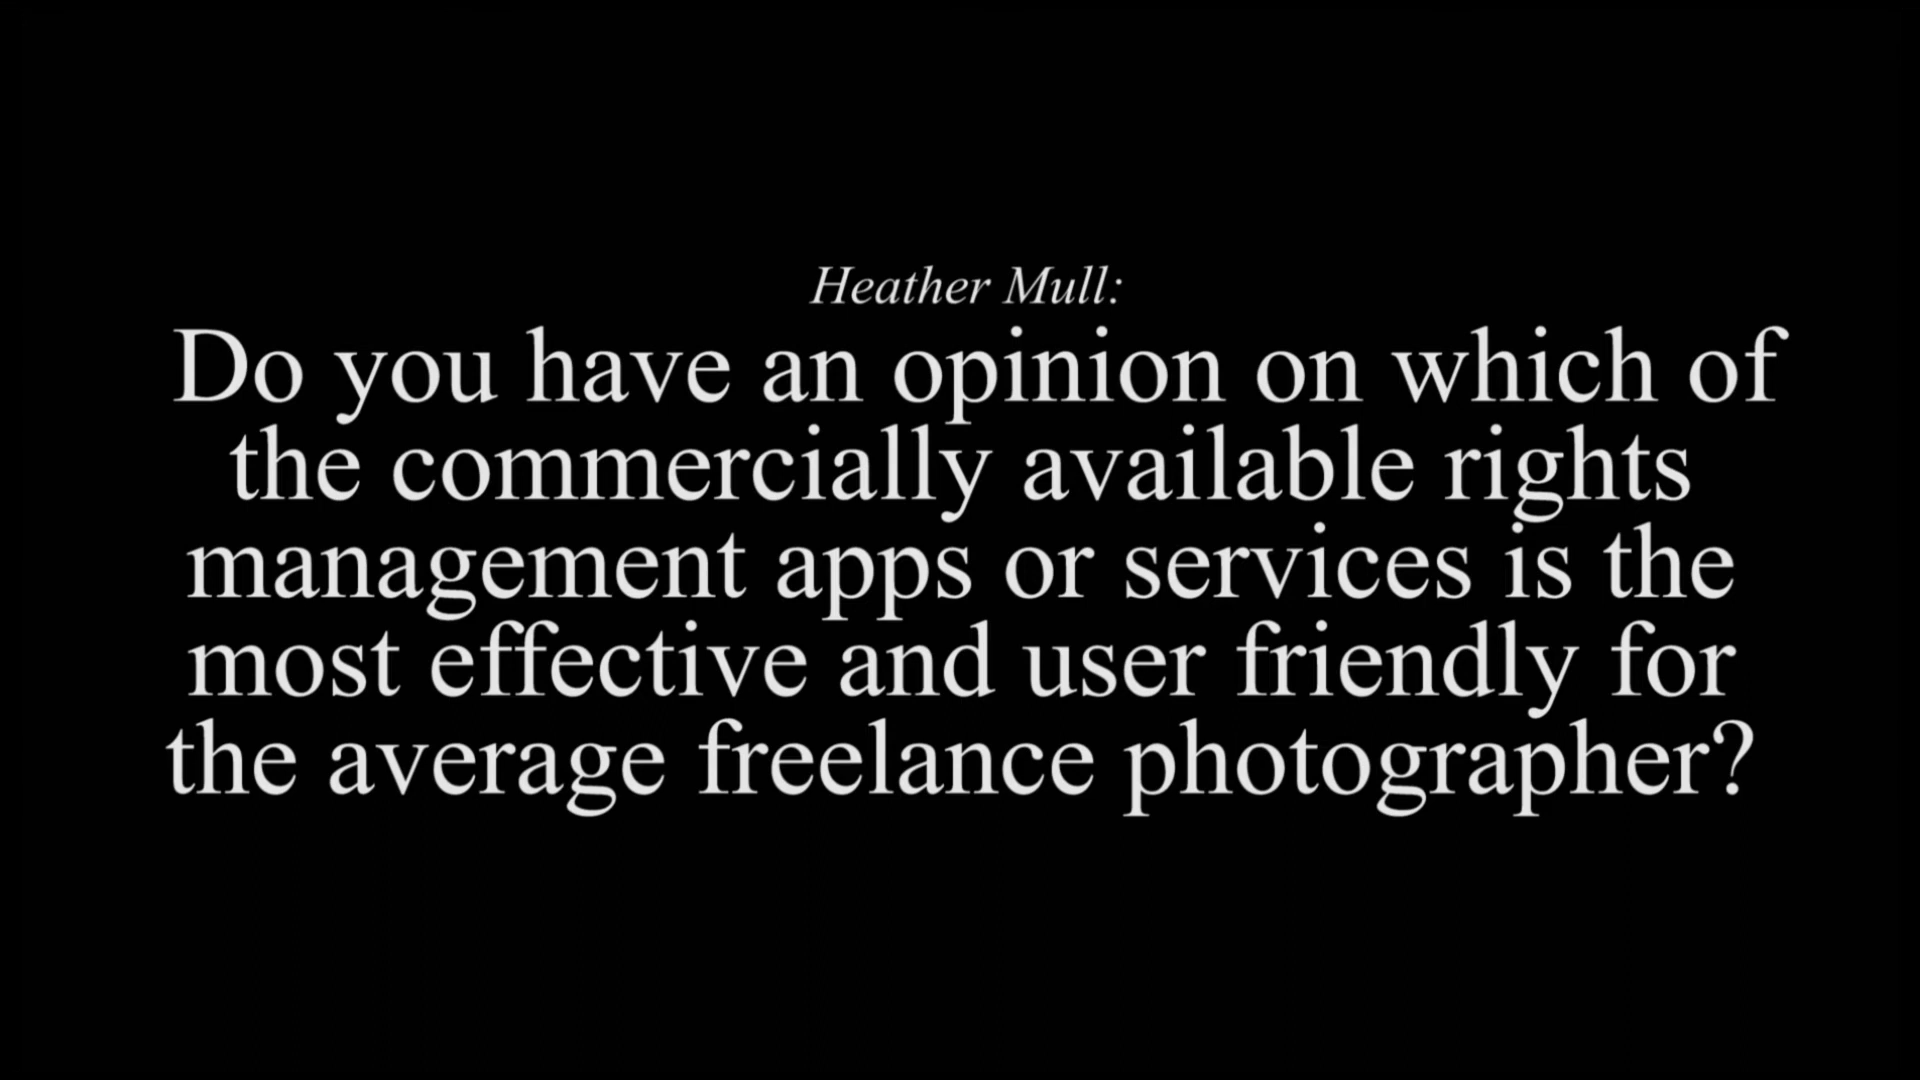 Heather Mull:
Do you have an opinion on which of
the commercially available rights
management apps or services is the
most effective and user friendly for
the average freelance photographer?